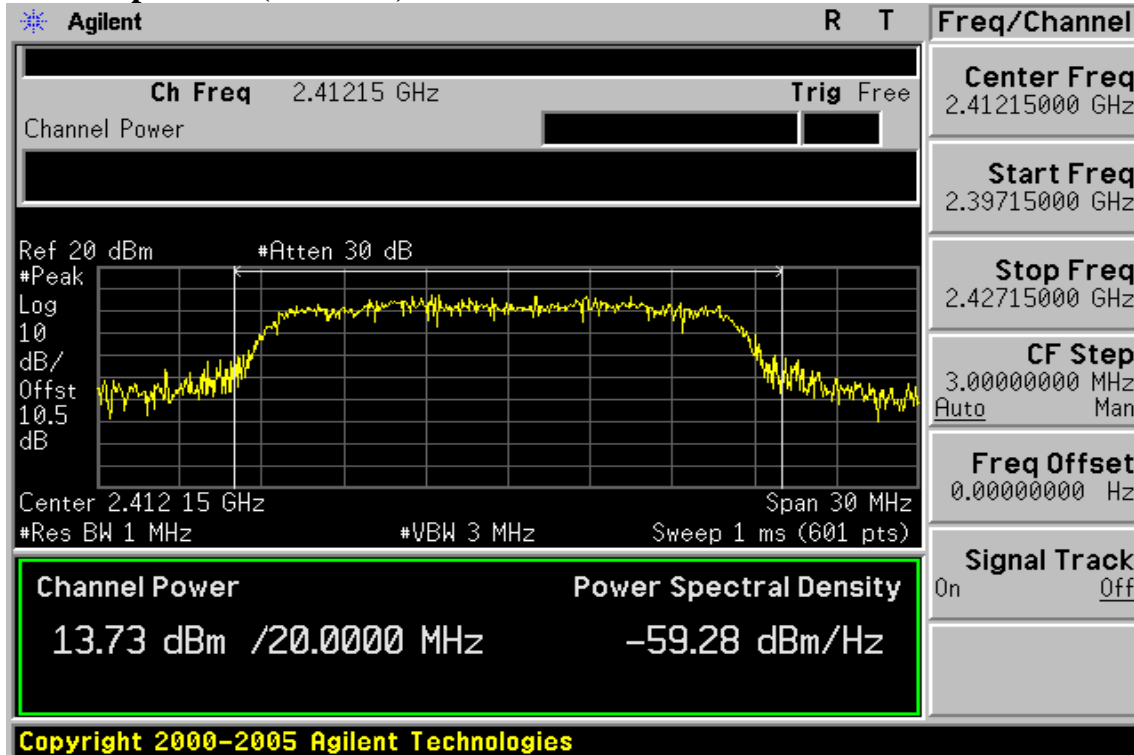 Agilent R T Freq/Channel
Ch Freq 2.41215 GHz Trig Free
Channel Power
Center Freq
2.41215000 GHz
Start Freq
2.39715000 GHz
Stop Freq
2.42715000 GHz
CF Step
3.00000000 MHz
Auto Man
Freq Offset
0.00000000 Hz
Signal Track
On Off
Ref 20 dBm #Atten 30 dB
#Peak
Log
10
dB/
Offst
10.5
dB
Center 2.412 15 GHz Span 30 MHz
#Res BW 1 MHz #VBW 3 MHz Sweep 1 ms (601 pts)
Channel Power Power Spectral Density
13.73 dBm /20.0000 MHz -59.28 dBm/Hz
Copyright 2000-2005 Agilent Technologies